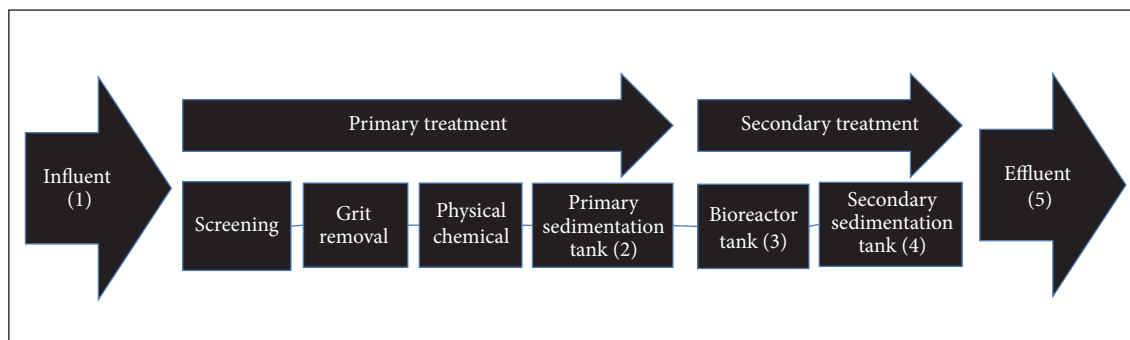 Influent
(1)
Primary treatment
Secondary treatment
Screening
Grit
removal
Physical
chemical
Primary
sedimentation
tank (2)
Bioreactor
tank (3)
Secondary
sedimentation
tank (4)
Effluent
(5)